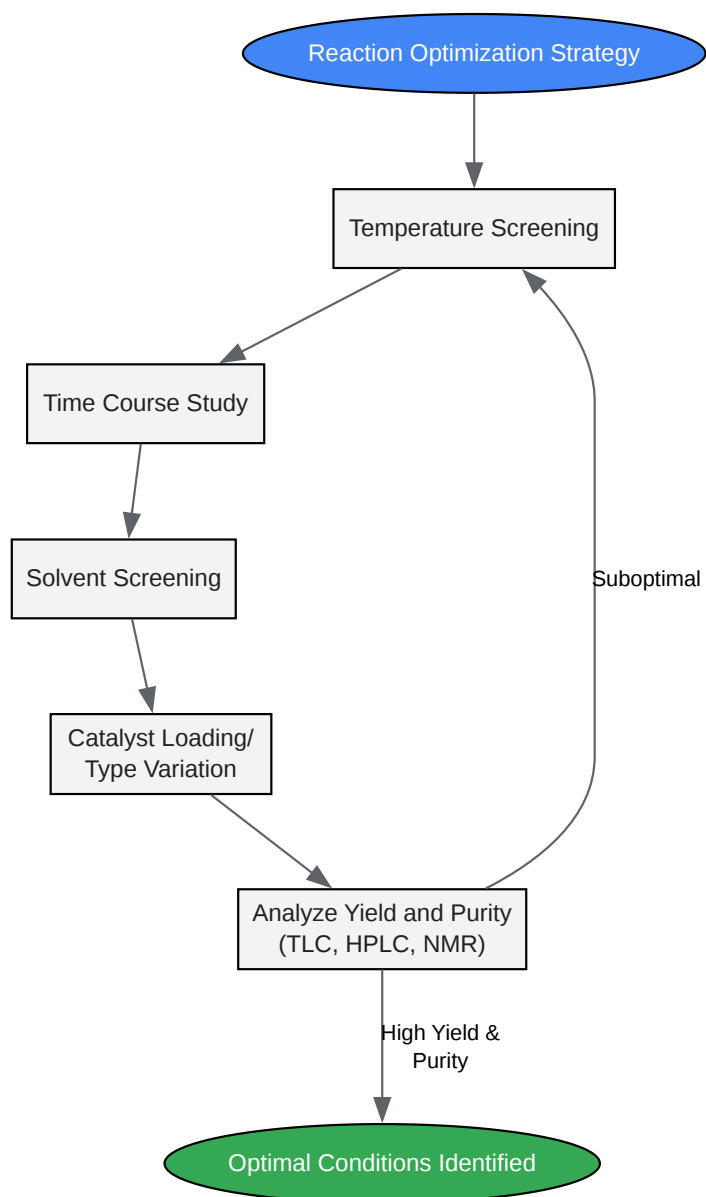 Reaction Optimization Strategy
Temperature Screening
Time Course Study
Solvent Screening
Suboptimal
Catalyst Loading/
Type Variation
Analyze Yield and Purity
(TLC, HPLC, NMR)
High Yield &
Purity
Optimal Conditions Identified